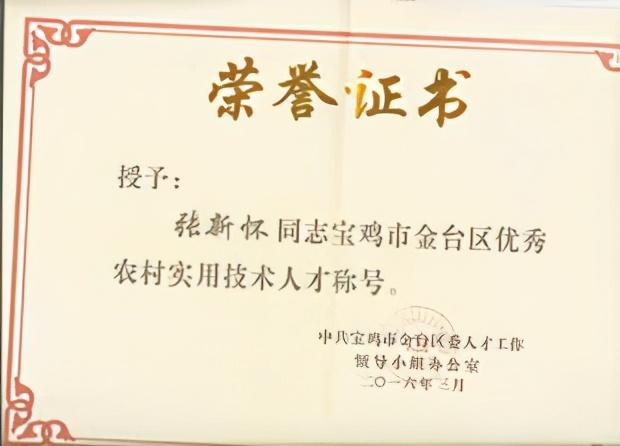 荣誉证书
授予：
张新怀同志宝鸡市金台区优秀
农村实用技术人才称号。
中共宝鸡市金台区委人才工作
领导小组办公室
二〇一六年三月